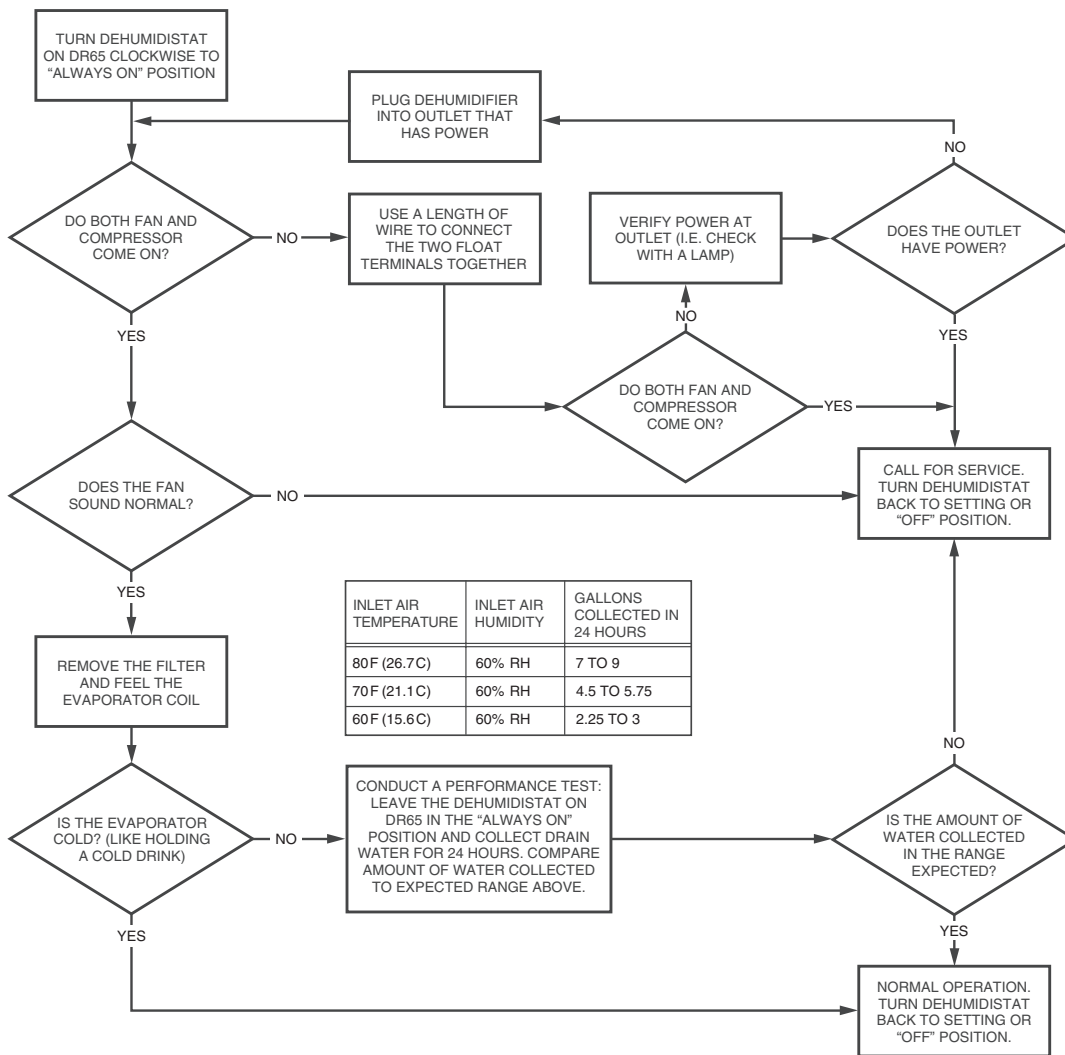 TURN DEHUMIDISTAT
ON DR65 CLOCKWISE TO
“ALWAYS ON” POSITION
PLUG DEHUMIDIFIER
INTO OUTLET THAT
HAS POWER
NO
DO BOTH FAN AND
COMPRESSOR
COME ON?
NO
USE A LENGTH OF
WIRE TO CONNECT
THE TWO FLOAT
TERMINALS TOGETHER
VERIFY POWER AT
OUTLET (I.E. CHECK
WITH A LAMP)
DOES THE OUTLET
HAVE POWER?
YES
NO
YES
DO BOTH FAN AND
COMPRESSOR
COME ON?
YES
DOES THE FAN
SOUND NORMAL?
NO
CALL FOR SERVICE.
TURN DEHUMIDISTAT
BACK TO SETTING OR
“OFF” POSITION.
YES
INLET AIR TEMPERATURE
INLET AIR HUMIDITY
GALLONS COLLECTED IN 24 HOURS
80F (26.7C) 60% RH 7 TO 9
70F (21.1C) 60% RH 4.5 TO 5.75
60F (15.6C) 60% RH 2.25 TO 3
REMOVE THE FILTER
AND FEEL THE
EVAPORATOR COIL
NO
IS THE EVAPORATOR
COLD? (LIKE HOLDING
A COLD DRINK)
NO
CONDUCT A PERFORMANCE TEST:
LEAVE THE DEHUMIDISTAT ON
DR65 IN THE “ALWAYS ON”
POSITION AND COLLECT DRAIN
WATER FOR 24 HOURS. COMPARE
AMOUNT OF WATER COLLECTED
TO EXPECTED RANGE ABOVE.
IS THE AMOUNT OF
WATER COLLECTED
IN THE RANGE
EXPECTED?
YES
YES
NORMAL OPERATION.
TURN DEHUMIDISTAT
BACK TO SETTING OR
“OFF” POSITION.